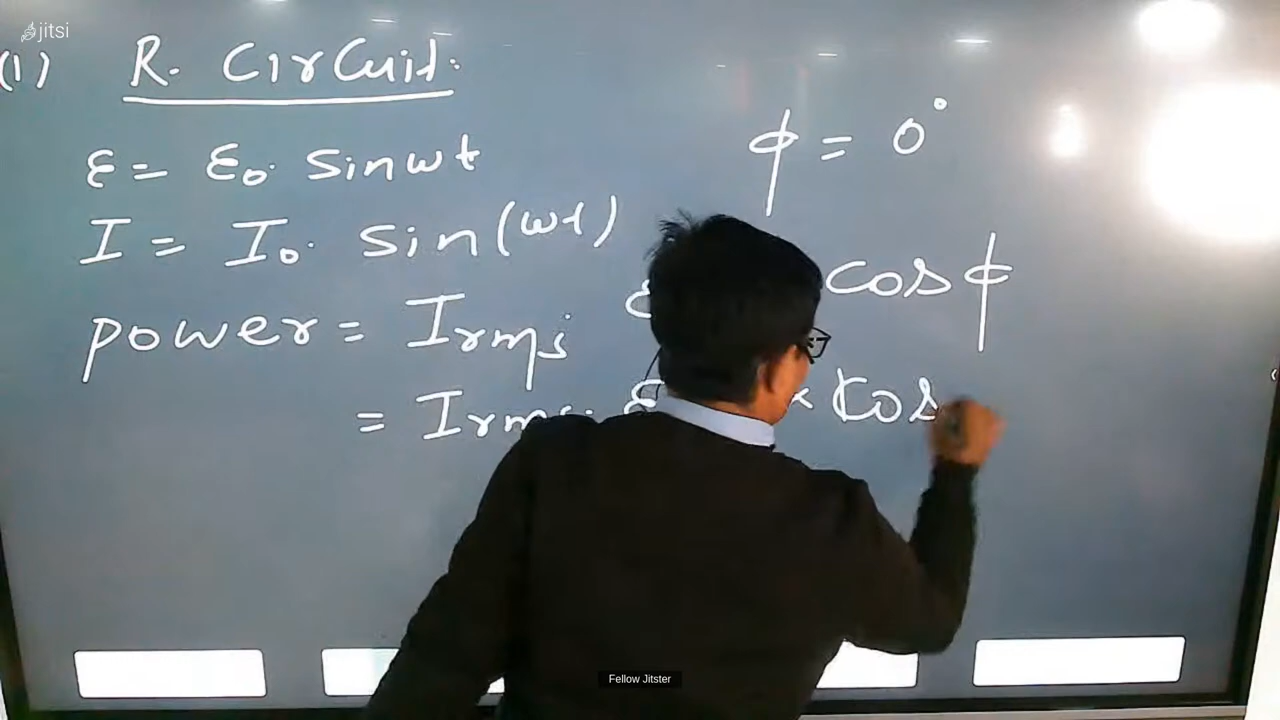 jitsi
(1) R. Circuit.
ε = ε₀. sinωt
I = I₀. sin(ωt)
φ = 0°
power = Irms cosφ
= Irms. × cos
Fellow Jitster